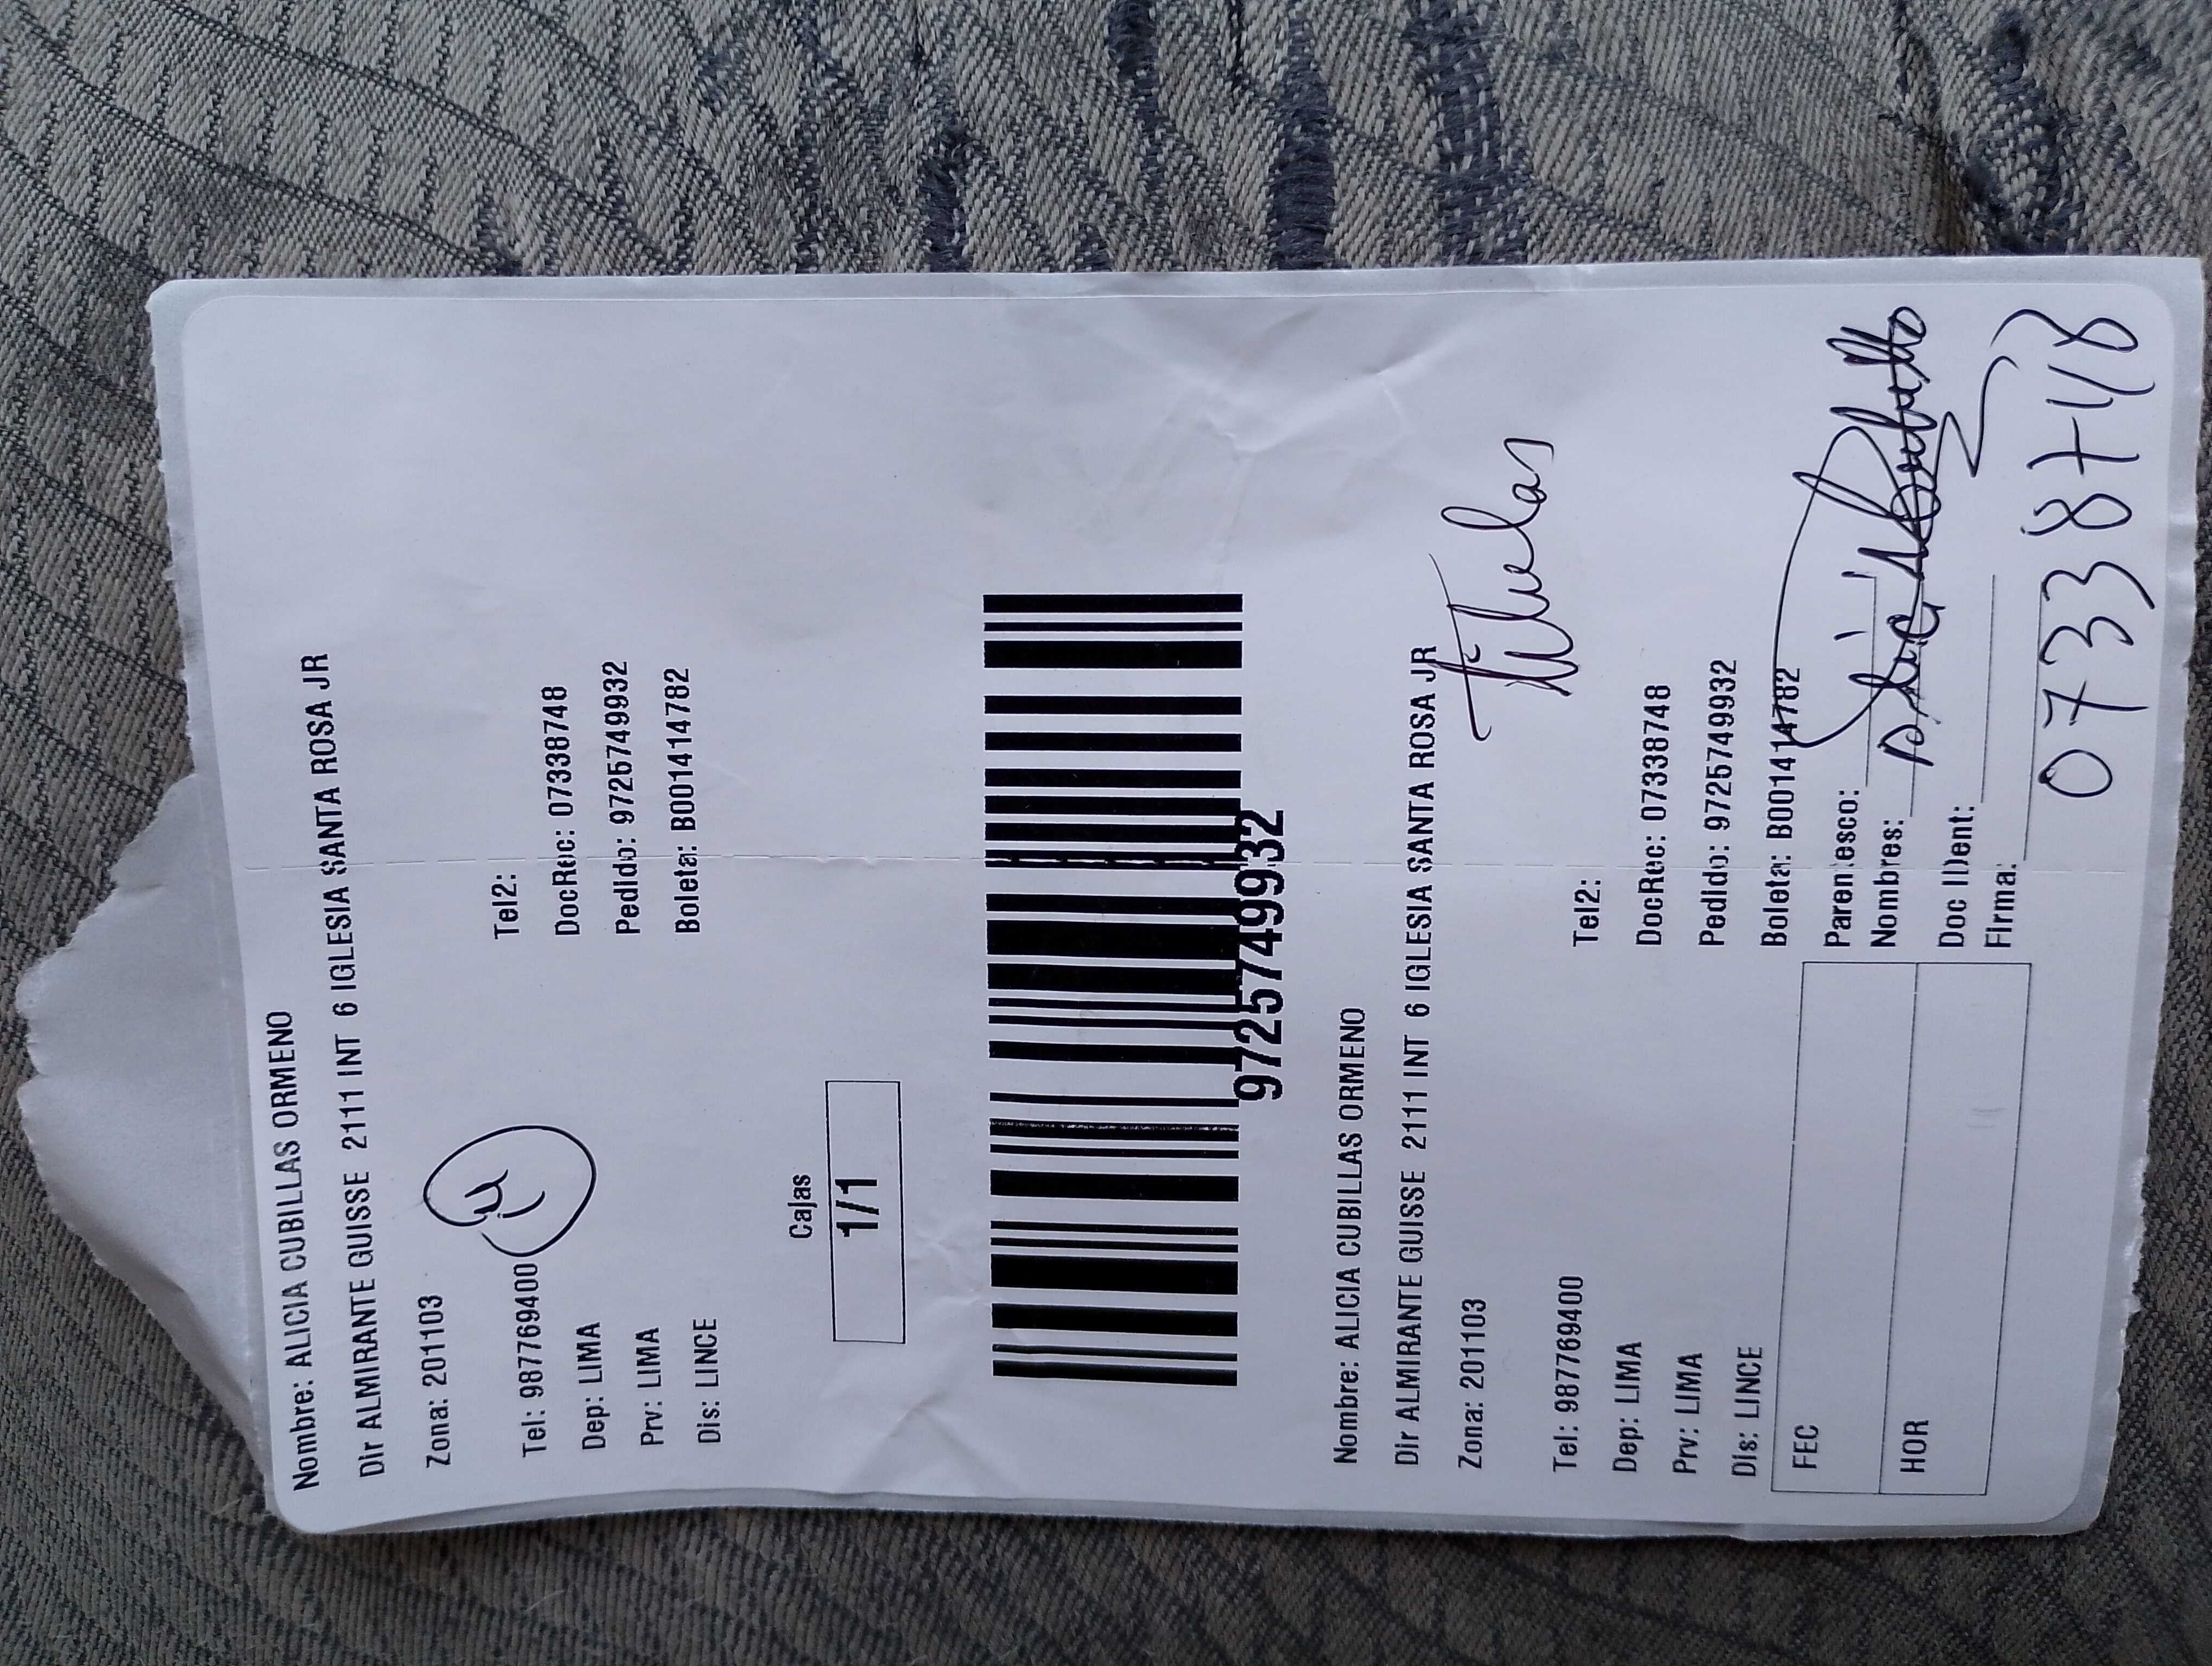 Nombre: ALICIA CUBILLAS ORMENO
Dir ALMIRANTE GUISSE 2111 INT 6 IGLESIA SANTA ROSA JR
Zona: 201103
Tel: 987769400 Tel2:
Dep: LIMA DocRec: 07338748
Prv: LIMA Pedido: 9725749932
Dis: LINCE Boleta: B001414782
Cajas
1/1
9725749932
Nombre: ALICIA CUBILLAS ORMENO
Dir ALMIRANTE GUISSE 2111 INT 6 IGLESIA SANTA ROSA JR
Zona: 201103
Titular
Tel: 987769400 Tel2:
Dep: LIMA DocRec: 07338748
Prv: LIMA Pedido: 9725749932
Dis: LINCE Boleta: B001414782
FEC Parentesco:
Nombres:
HOR Doc IDent:
Firma:
07338748